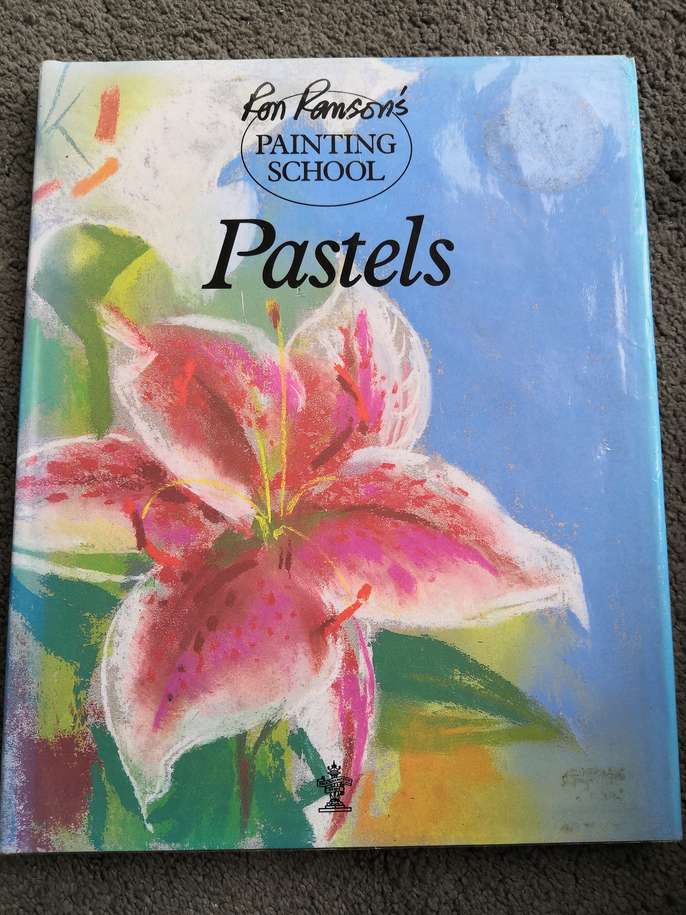 Ron Ranson's
PAINTING
SCHOOL
Pastels